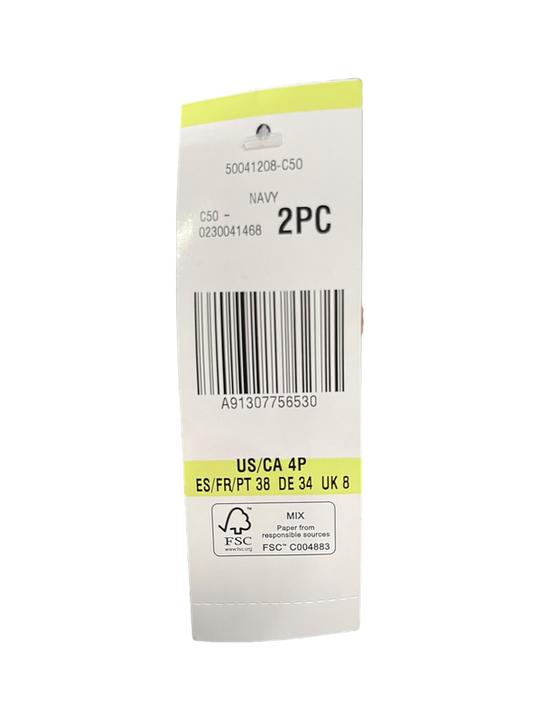 50041208-C50
NAVY
C50 -
0230041468
2PC
A91307756530
US/CA 4P
ES/FR/PT 38 DE 34 UK 8
FSC
www.fsc.org
MIX
Paper from
responsible sources
FSC™ C004883